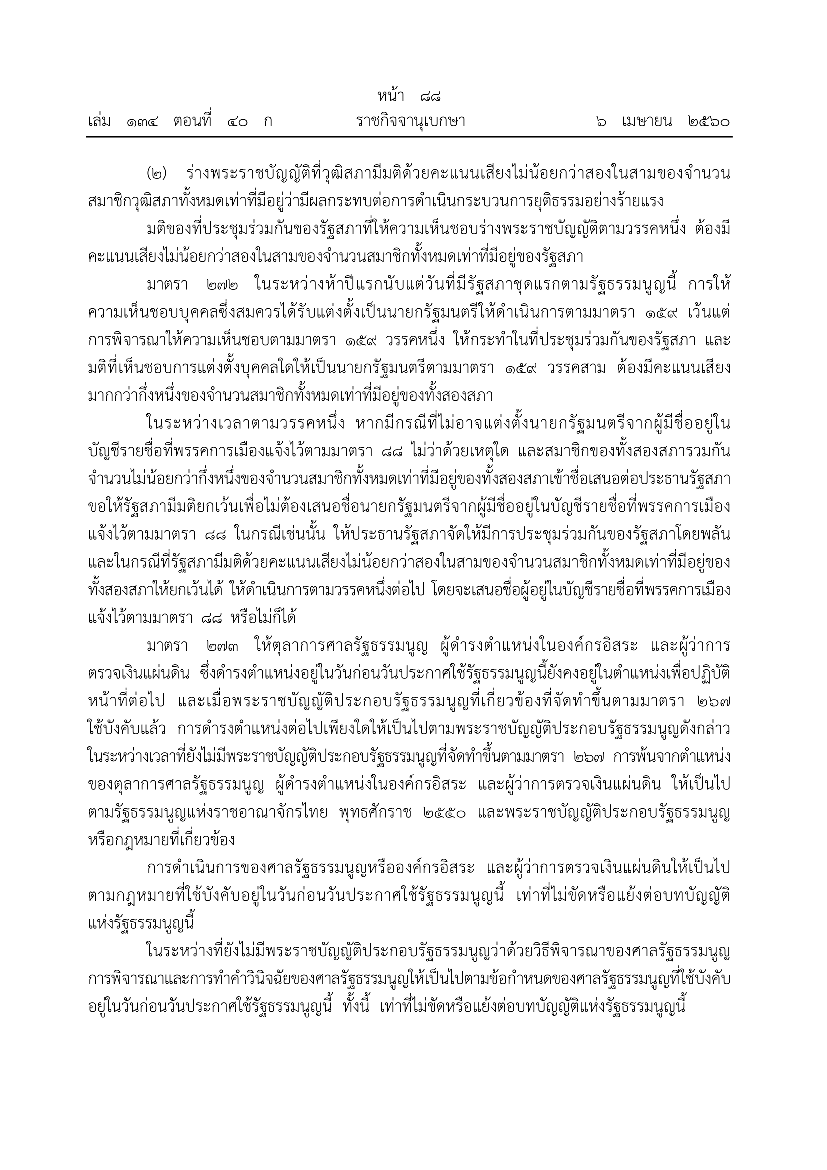 หน้า ๘๘
เล่ม ๑๓๔ ตอนที่ ๔๐ ก ราชกิจจานุเบกษา ๖ เมษายน ๒๕๖๐
(๒) ร่างพระราชบัญญัติที่วุฒิสภามีมติด้วยคะแนนเสียงไม่น้อยกว่าสองในสามของจำนวน
สมาชิกวุฒิสภาทั้งหมดเท่าที่มีอยู่ว่ามีผลกระทบต่อการดำเนินกระบวนการยุติธรรมอย่างร้ายแรง
มติของที่ประชุมร่วมกันของรัฐสภาที่ให้ความเห็นชอบร่างพระราชบัญญัติตามวรรคหนึ่ง ต้องมี
คะแนนเสียงไม่น้อยกว่าสองในสามของจำนวนสมาชิกทั้งหมดเท่าที่มีอยู่ของรัฐสภา
มาตรา ๒๗๒ ในระหว่างห้าปีแรกนับแต่วันที่มีรัฐสภาชุดแรกตามรัฐธรรมนูญนี้ การให้
ความเห็นชอบบุคคลซึ่งสมควรได้รับแต่งตั้งเป็นนายกรัฐมนตรีให้ดำเนินการตามมาตรา ๑๕๙ เว้นแต่
การพิจารณาให้ความเห็นชอบตามมาตรา ๑๕๙ วรรคหนึ่ง ให้กระทำในที่ประชุมร่วมกันของรัฐสภา และ
มติที่เห็นชอบการแต่งตั้งบุคคลใดให้เป็นนายกรัฐมนตรีตามมาตรา ๑๕๙ วรรคสาม ต้องมีคะแนนเสียง
มากกว่ากึ่งหนึ่งของจำนวนสมาชิกทั้งหมดเท่าที่มีอยู่ของทั้งสองสภา
ในระหว่างเวลาตามวรรคหนึ่ง หากมีกรณีที่ไม่อาจแต่งตั้งนายกรัฐมนตรีจากผู้มีชื่ออยู่ใน
บัญชีรายชื่อที่พรรคการเมืองแจ้งไว้ตามมาตรา ๘๘ ไม่ว่าด้วยเหตุใด และสมาชิกของทั้งสองสภารวมกัน
จำนวนไม่น้อยกว่ากึ่งหนึ่งของจำนวนสมาชิกทั้งหมดเท่าที่มีอยู่ของทั้งสองสภาเข้าชื่อเสนอต่อประธานรัฐสภา
ขอให้รัฐสภามีมติยกเว้นเพื่อไม่ต้องเสนอชื่อนายกรัฐมนตรีจากผู้มีชื่ออยู่ในบัญชีรายชื่อที่พรรคการเมือง
แจ้งไว้ตามมาตรา ๘๘ ในกรณีเช่นนั้น ให้ประธานรัฐสภาจัดให้มีการประชุมร่วมกันของรัฐสภาโดยพลัน
และในกรณีที่รัฐสภามีมติด้วยคะแนนเสียงไม่น้อยกว่าสองในสามของจำนวนสมาชิกทั้งหมดเท่าที่มีอยู่ของ
ทั้งสองสภาให้ยกเว้นได้ ให้ดำเนินการตามวรรคหนึ่งต่อไป โดยจะเสนอชื่อผู้อยู่ในบัญชีรายชื่อที่พรรคการเมือง
แจ้งไว้ตามมาตรา ๘๘ หรือไม่ก็ได้
มาตรา ๒๗๓ ให้ตุลาการศาลรัฐธรรมนูญ ผู้ดำรงตำแหน่งในองค์กรอิสระ และผู้ว่าการ
ตรวจเงินแผ่นดิน ซึ่งดำรงตำแหน่งอยู่ในวันก่อนวันประกาศใช้รัฐธรรมนูญนี้ยังคงอยู่ในตำแหน่งเพื่อปฏิบัติ
หน้าที่ต่อไป และเมื่อพระราชบัญญัติประกอบรัฐธรรมนูญที่เกี่ยวข้องที่จัดทำขึ้นตามมาตรา ๒๖๗
ใช้บังคับแล้ว การดำรงตำแหน่งต่อไปเพียงใดให้เป็นไปตามพระราชบัญญัติประกอบรัฐธรรมนูญดังกล่าว
ในระหว่างเวลาที่ยังไม่มีพระราชบัญญัติประกอบรัฐธรรมนูญที่จัดทำขึ้นตามมาตรา ๒๖๗ การพ้นจากตำแหน่ง
ของตุลาการศาลรัฐธรรมนูญ ผู้ดำรงตำแหน่งในองค์กรอิสระ และผู้ว่าการตรวจเงินแผ่นดิน ให้เป็นไป
ตามรัฐธรรมนูญแห่งราชอาณาจักรไทย พุทธศักราช ๒๕๕๐ และพระราชบัญญัติประกอบรัฐธรรมนูญ
หรือกฎหมายที่เกี่ยวข้อง
การดำเนินการของศาลรัฐธรรมนูญหรือองค์กรอิสระ และผู้ว่าการตรวจเงินแผ่นดินให้เป็นไป
ตามกฎหมายที่ใช้บังคับอยู่ในวันก่อนวันประกาศใช้รัฐธรรมนูญนี้ เท่าที่ไม่ขัดหรือแย้งต่อบทบัญญัติ
แห่งรัฐธรรมนูญนี้
ในระหว่างที่ยังไม่มีพระราชบัญญัติประกอบรัฐธรรมนูญว่าด้วยวิธีพิจารณาของศาลรัฐธรรมนูญ
การพิจารณาและการทำคำวินิจฉัยของศาลรัฐธรรมนูญให้เป็นไปตามข้อกำหนดของศาลรัฐธรรมนูญที่ใช้บังคับ
อยู่ในวันก่อนวันประกาศใช้รัฐธรรมนูญนี้ ทั้งนี้ เท่าที่ไม่ขัดหรือแย้งต่อบทบัญญัติแห่งรัฐธรรมนูญนี้